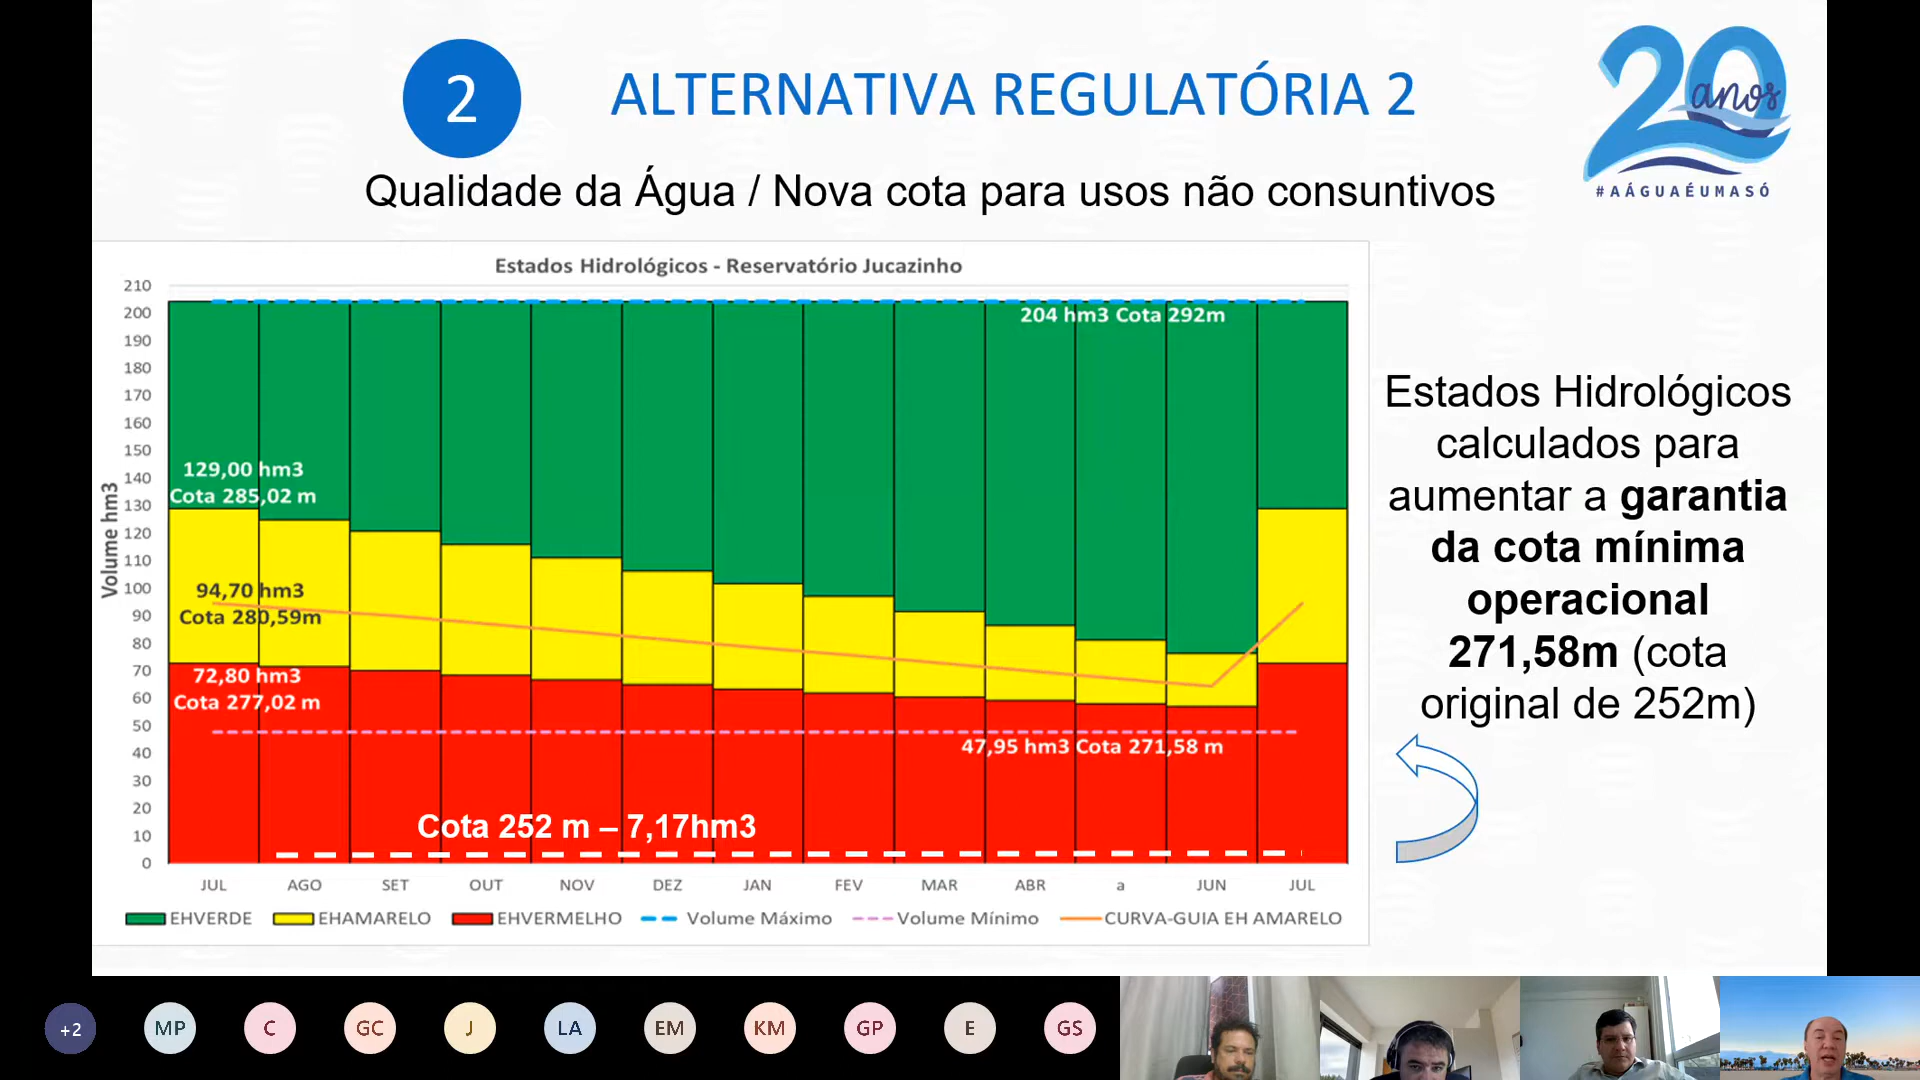 2
ALTERNATIVA REGULATÓRIA 2
20 anos
#AÁGUAÉUMASÓ
Qualidade da Água / Nova cota para usos não consuntivos
Estados Hidrológicos - Reservatório Jucazinho
Volume hm3
210
200
190
180
170
160
150
140
130
120
110
100
90
80
70
60
50
40
30
20
10
0
204 hm3 Cota 292m
129,00 hm3
Cota 285,02 m
94,70 hm3
Cota 280,59m
72,80 hm3
Cota 277,02 m
47,95 hm3 Cota 271,58 m
Cota 252 m – 7,17hm3
JUL AGO SET OUT NOV DEZ JAN FEV MAR ABR a JUN JUL
EHVERDE EHAMARELO EHVERMELHO Volume Máximo Volume Mínimo CURVA-GUIA EH AMARELO
Estados Hidrológicos
calculados para
aumentar a garantia
da cota mínima
operacional
271,58m (cota
original de 252m)
+2 MP C GC J LA EM KM GP E GS